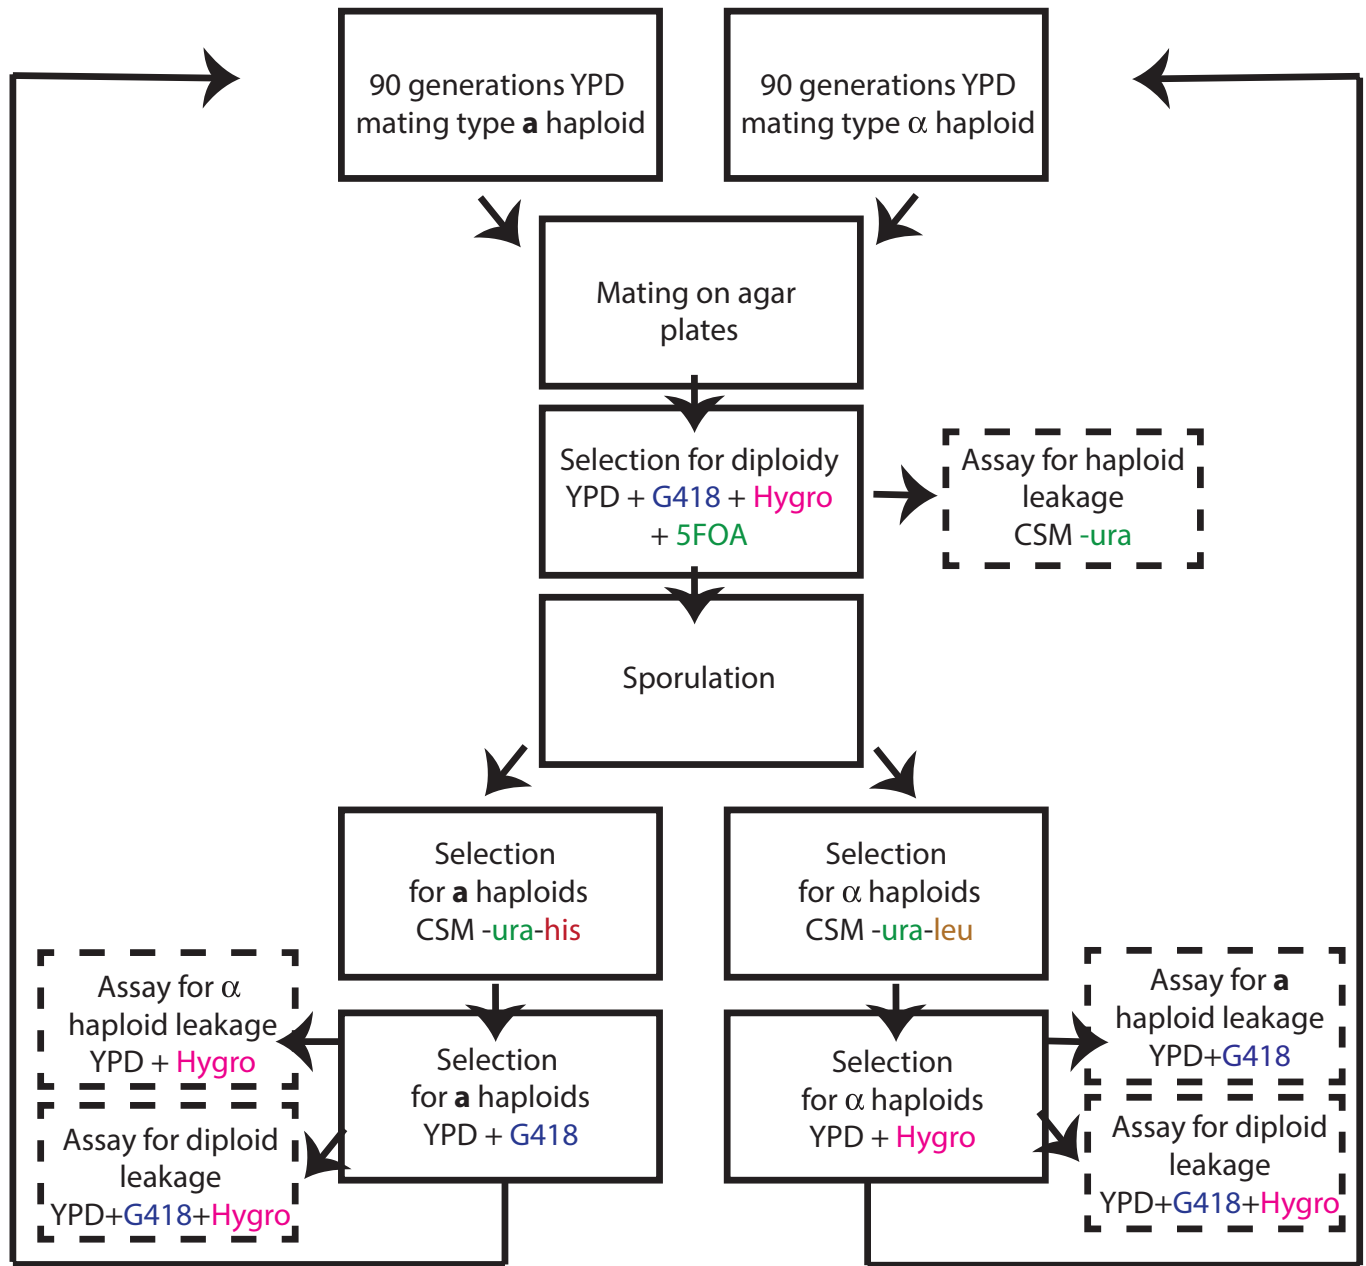 90 generations YPD
mating type a haploid
90 generations YPD
mating type α haploid
Mating on agar
plates
Selection for diploidy
YPD + G418 + Hygro
+ 5FOA
Assay for haploid
leakage
CSM -ura
Sporulation
Selection
for a haploids
CSM -ura-his
Selection
for α haploids
CSM -ura-leu
Assay for α
haploid leakage
YPD + Hygro
Selection
for a haploids
YPD + G418
Selection
for α haploids
YPD + Hygro
Assay for a
haploid leakage
YPD+G418
Assay for diploid
leakage
YPD+G418+Hygro
Assay for diploid
leakage
YPD+G418+Hygro